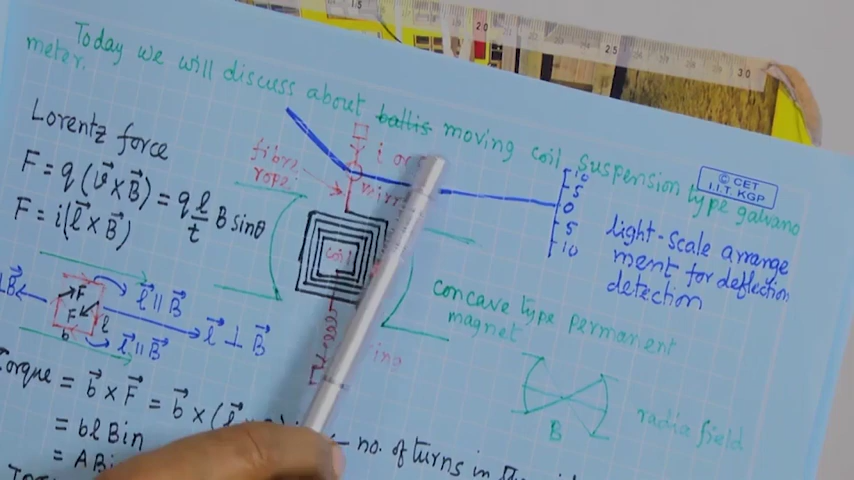 Today we will discuss about ballis moving coil suspension type galvano
meter.
© CET
I.I.T. KGP
Lorentz force
F = q(v⃗×B⃗) = q l/t B sinθ
F = i(l⃗×B⃗)
fibre
rope
i or
mirr
10
5
0
5
10
light-scale arrange
ment for deflection
detection
coil
concave type permanent
magnet
F
F
l
b
l⃗ ∥ B⃗
l⃗ ⊥ B⃗
l⃗ ∥ B⃗
⊥B⃗
B
radial field
Torque = b⃗ × F⃗ = b⃗ × (l⃗
= blBin
← no. of turns in
= ABi